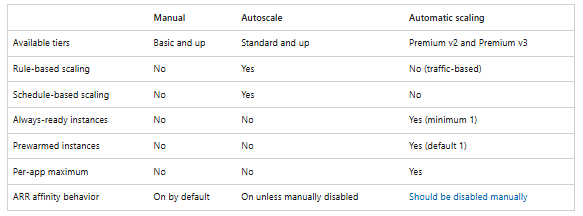 Manual Autoscale Automatic scaling
Available tiers Basic and up Standard and up Premium v2 and Premium v3
Rule-based scaling No Yes No (traffic-based)
Schedule-based scaling No Yes No
Always-ready instances No No Yes (minimum 1)
Prewarmed instances No No Yes (default 1)
Per-app maximum No No Yes
ARR affinity behavior On by default On unless manually disabled Should be disabled manually